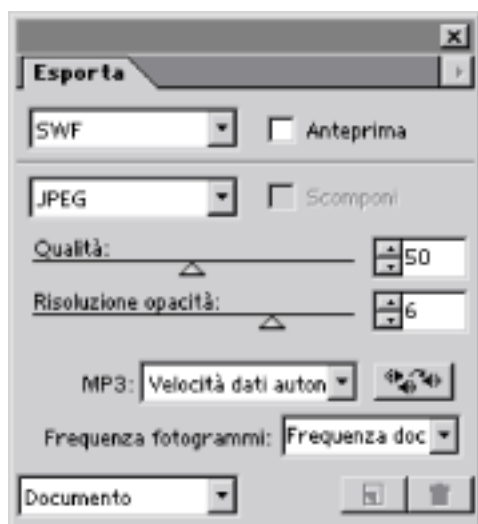 Esporta
SWF Anteprima
JPEG Scomponi
Qualità: 50
Risoluzione opacità: 6
MP3: Velocità dati auton
Frequenza fotogrammi: Frequenza doc
Documento